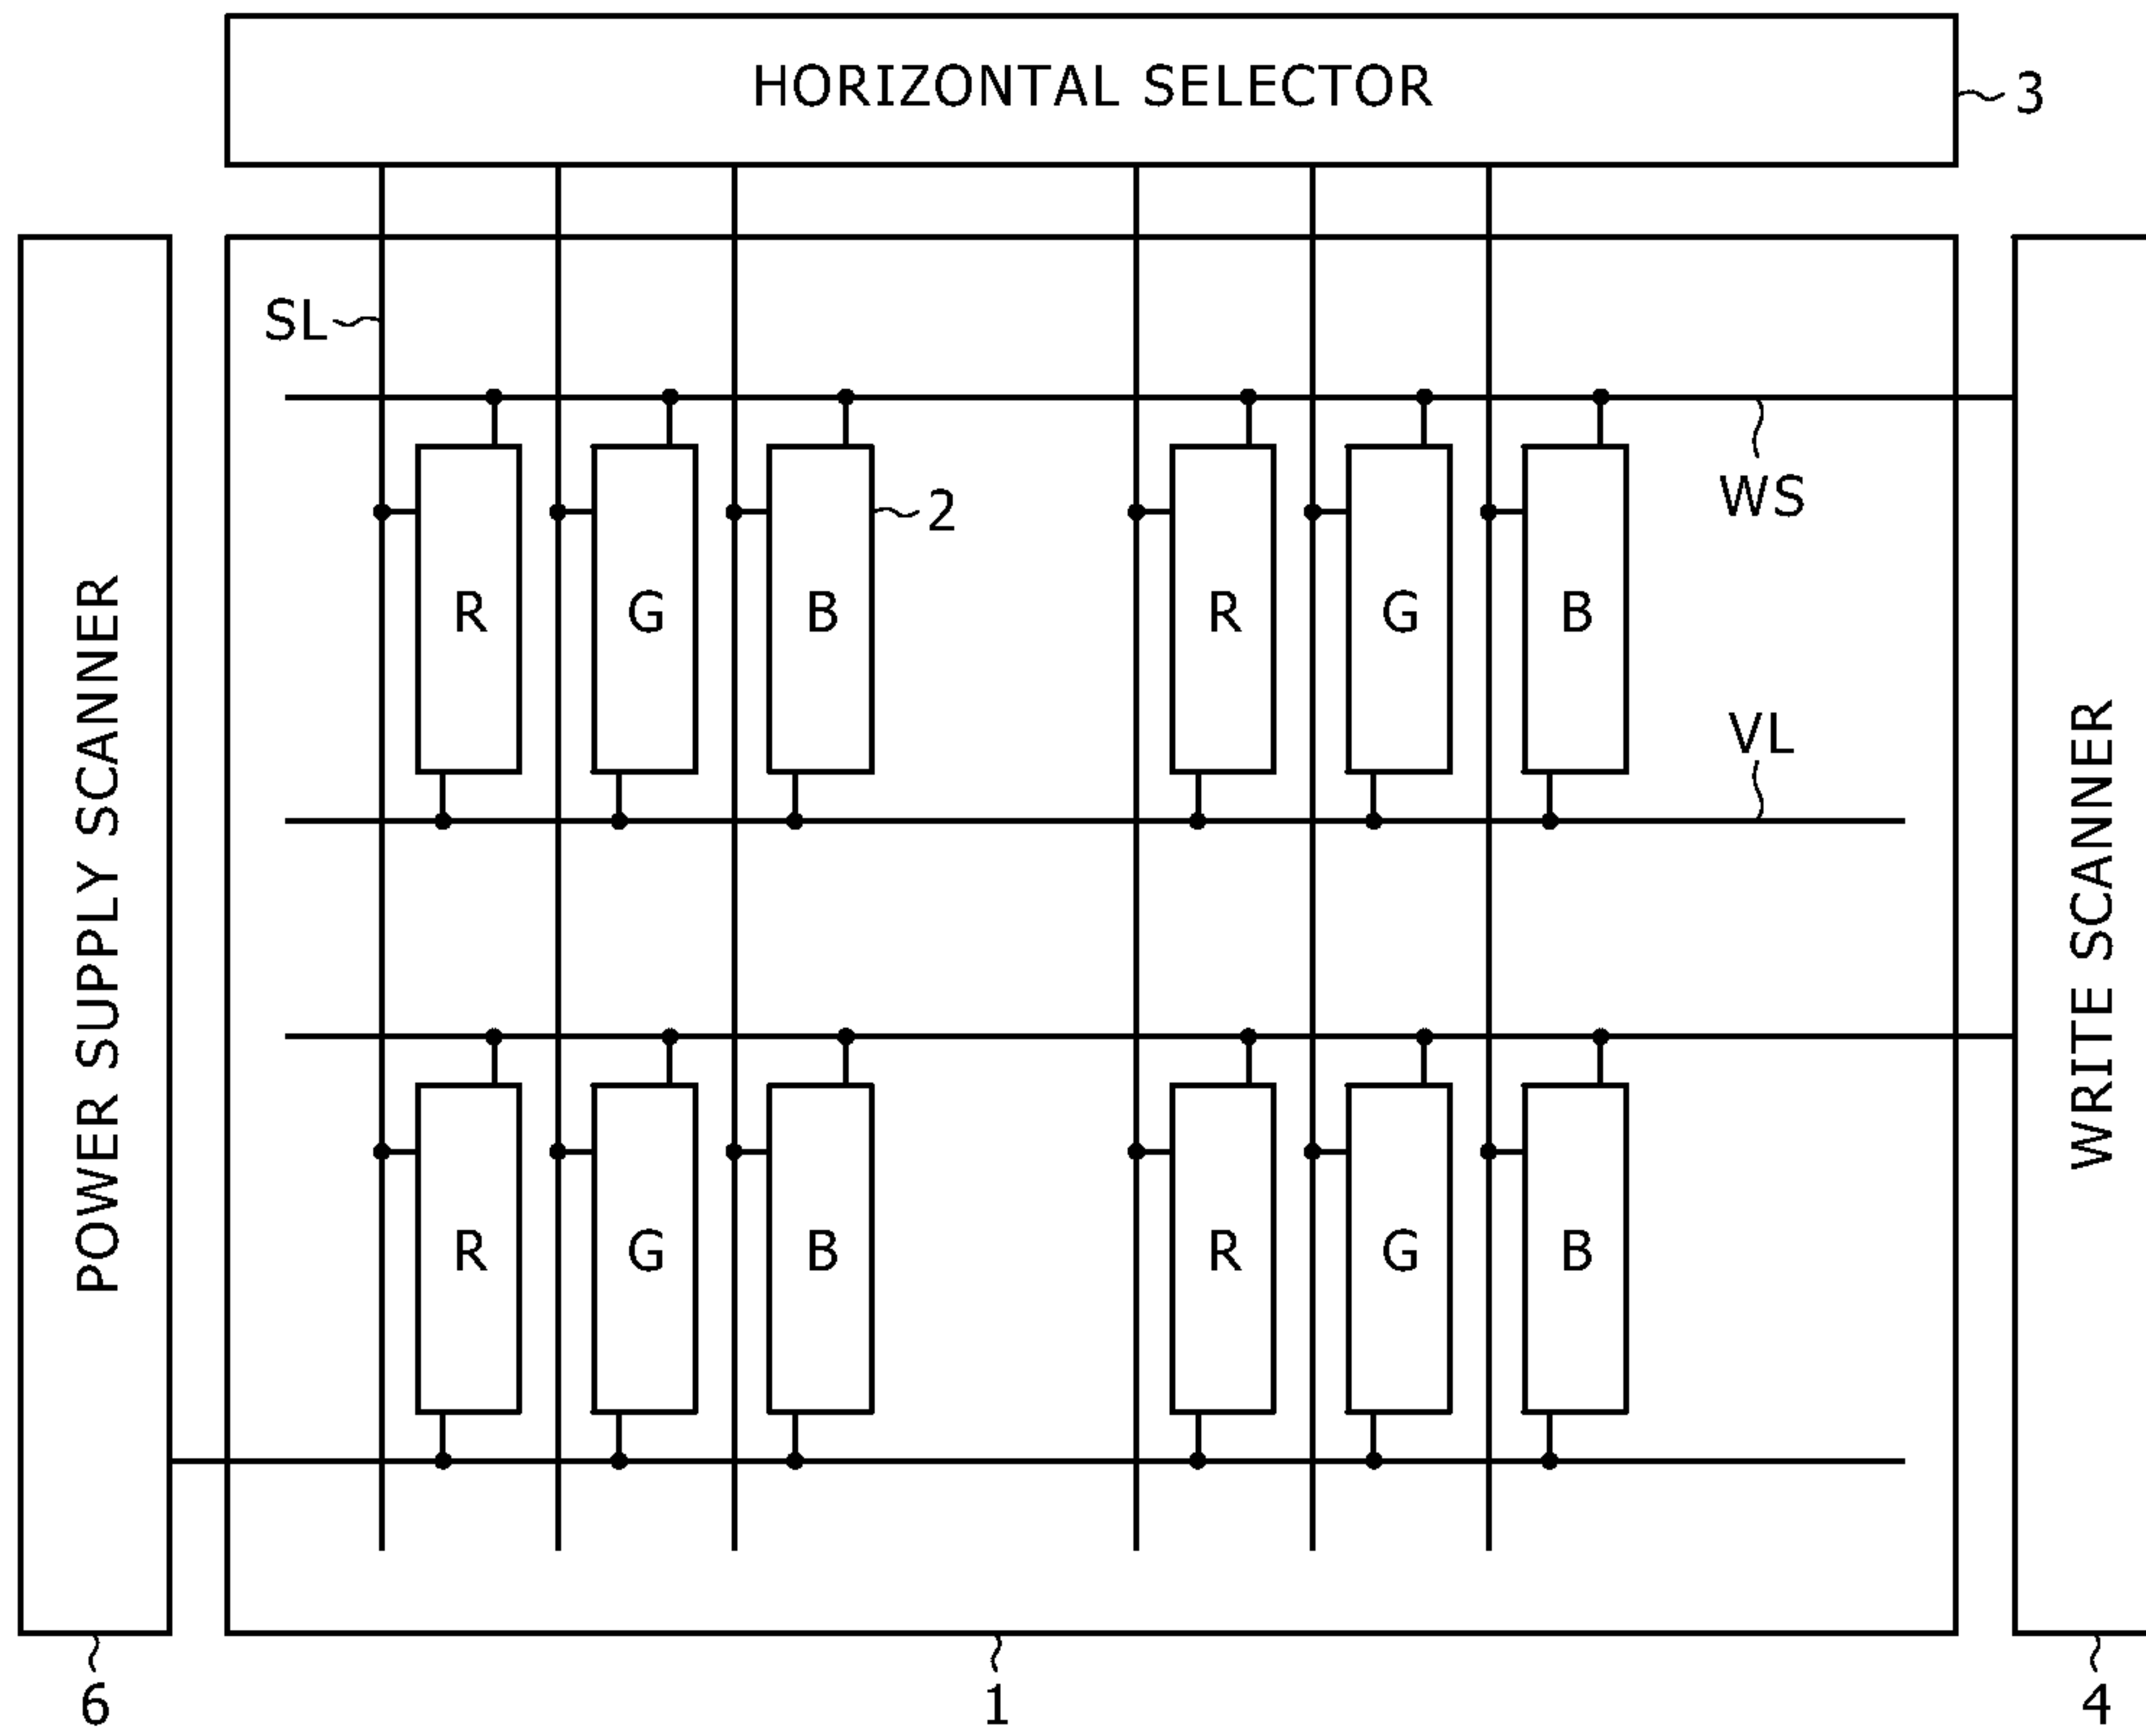 HORIZONTAL SELECTOR
3
SL
WS
2
R G B R G B
VL
POWER SUPPLY SCANNER
WRITE SCANNER
R G B R G B
6
1
4